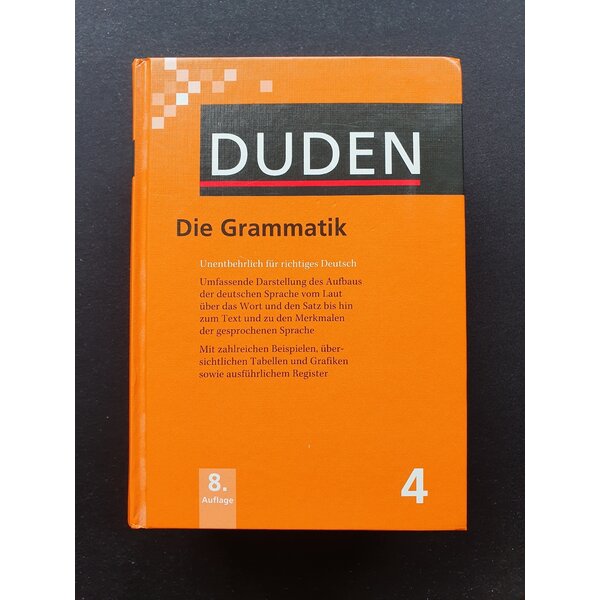 DUDEN
Die Grammatik
Unentbehrlich für richtiges Deutsch
Umfassende Darstellung des Aufbaus
der deutschen Sprache vom Laut
über das Wort und den Satz bis hin
zum Text und zu den Merkmalen
der gesprochenen Sprache
Mit zahlreichen Beispielen, über-
sichtlichen Tabellen und Grafiken
sowie ausführlichem Register
8.
Auflage
4